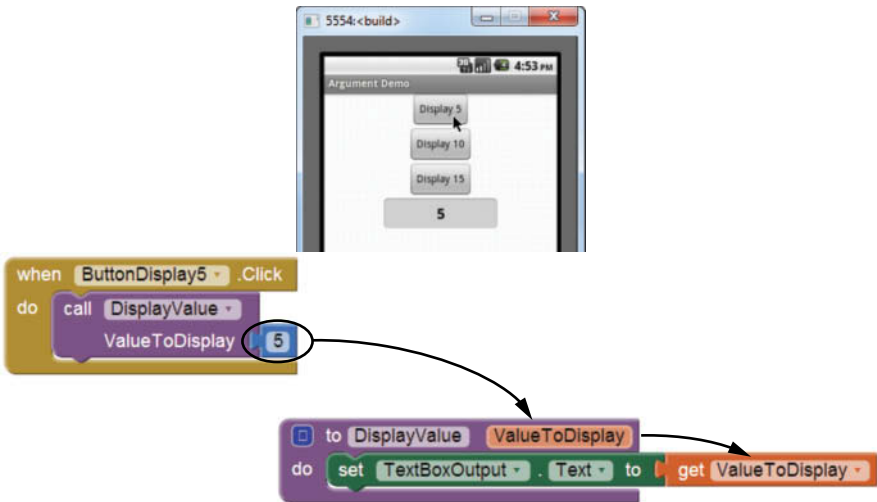 5554:<build>
4:53 PM
Argument Demo
Display 5
Display 10
Display 15
5
when ButtonDisplay5 .Click
do call DisplayValue
ValueToDisplay 5
to DisplayValue ValueToDisplay
do set TextBoxOutput . Text to get ValueToDisplay